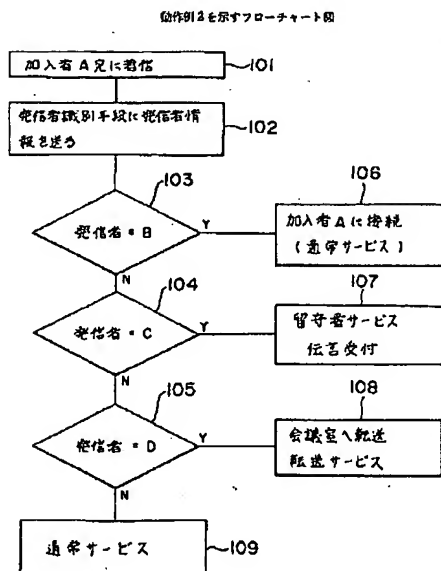 動作例2を示すフローチャート図
加入者A宛に着信
101
発信者識別手段に発信者情
報を送る
102
103
発信者=B
Y
N
106
加入者Aに接続
(通常サービス)
104
発信者=C
Y
N
107
留守者サービス
伝言受付
105
発信者=D
Y
N
108
会議室へ転送
転送サービス
通常サービス
109